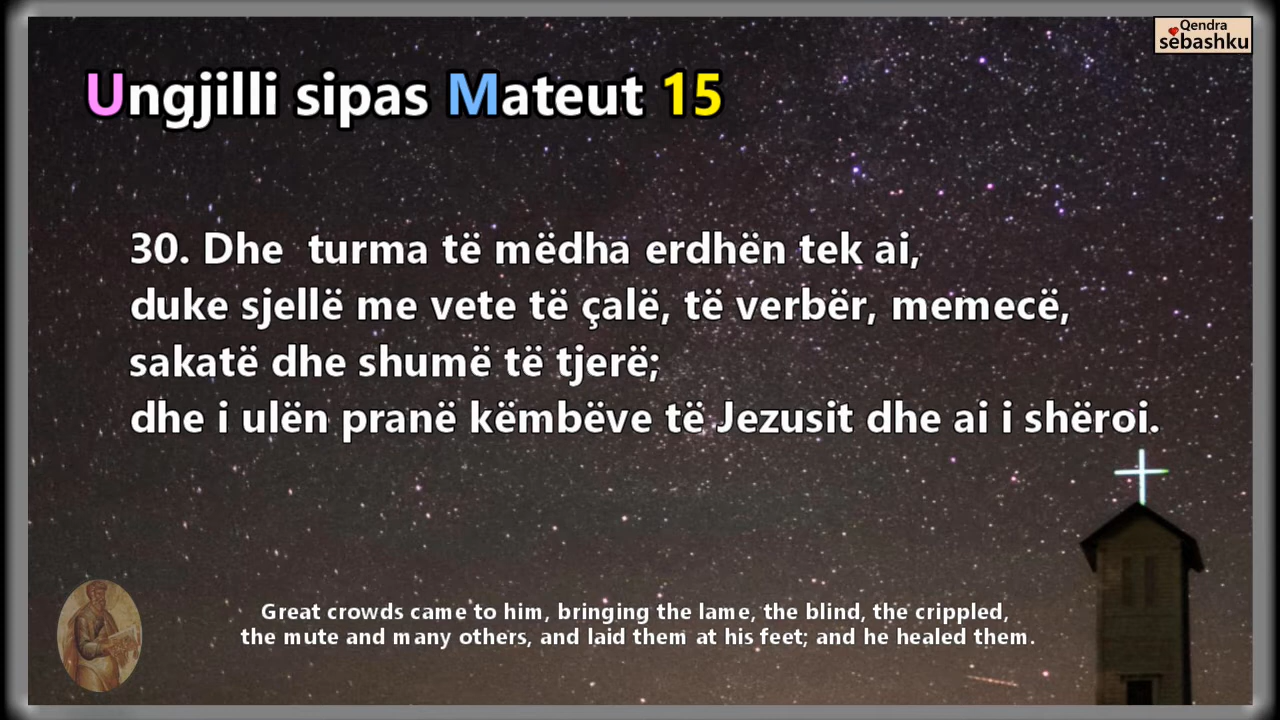 Qendra
sëbashku
Ungjilli sipas Mateut 15
30. Dhe  turma të mëdha erdhën tek ai,
duke sjellë me vete të çalë, të verbër, memecë,
sakatë dhe shumë të tjerë;
dhe i ulën pranë këmbëve të Jezusit dhe ai i shëroi.
Great crowds came to him, bringing the lame, the blind, the crippled,
the mute and many others, and laid them at his feet; and he healed them.